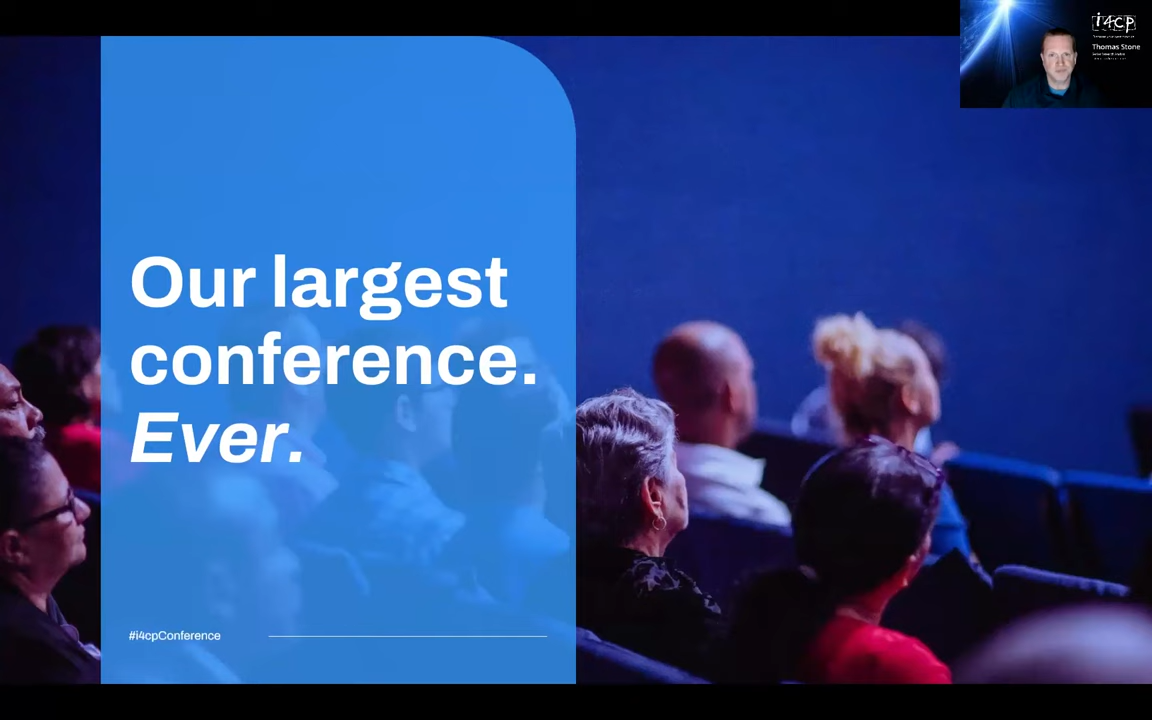 i4cp
Thomas Stone
Our largest
conference.
Ever.
#i4cpConference